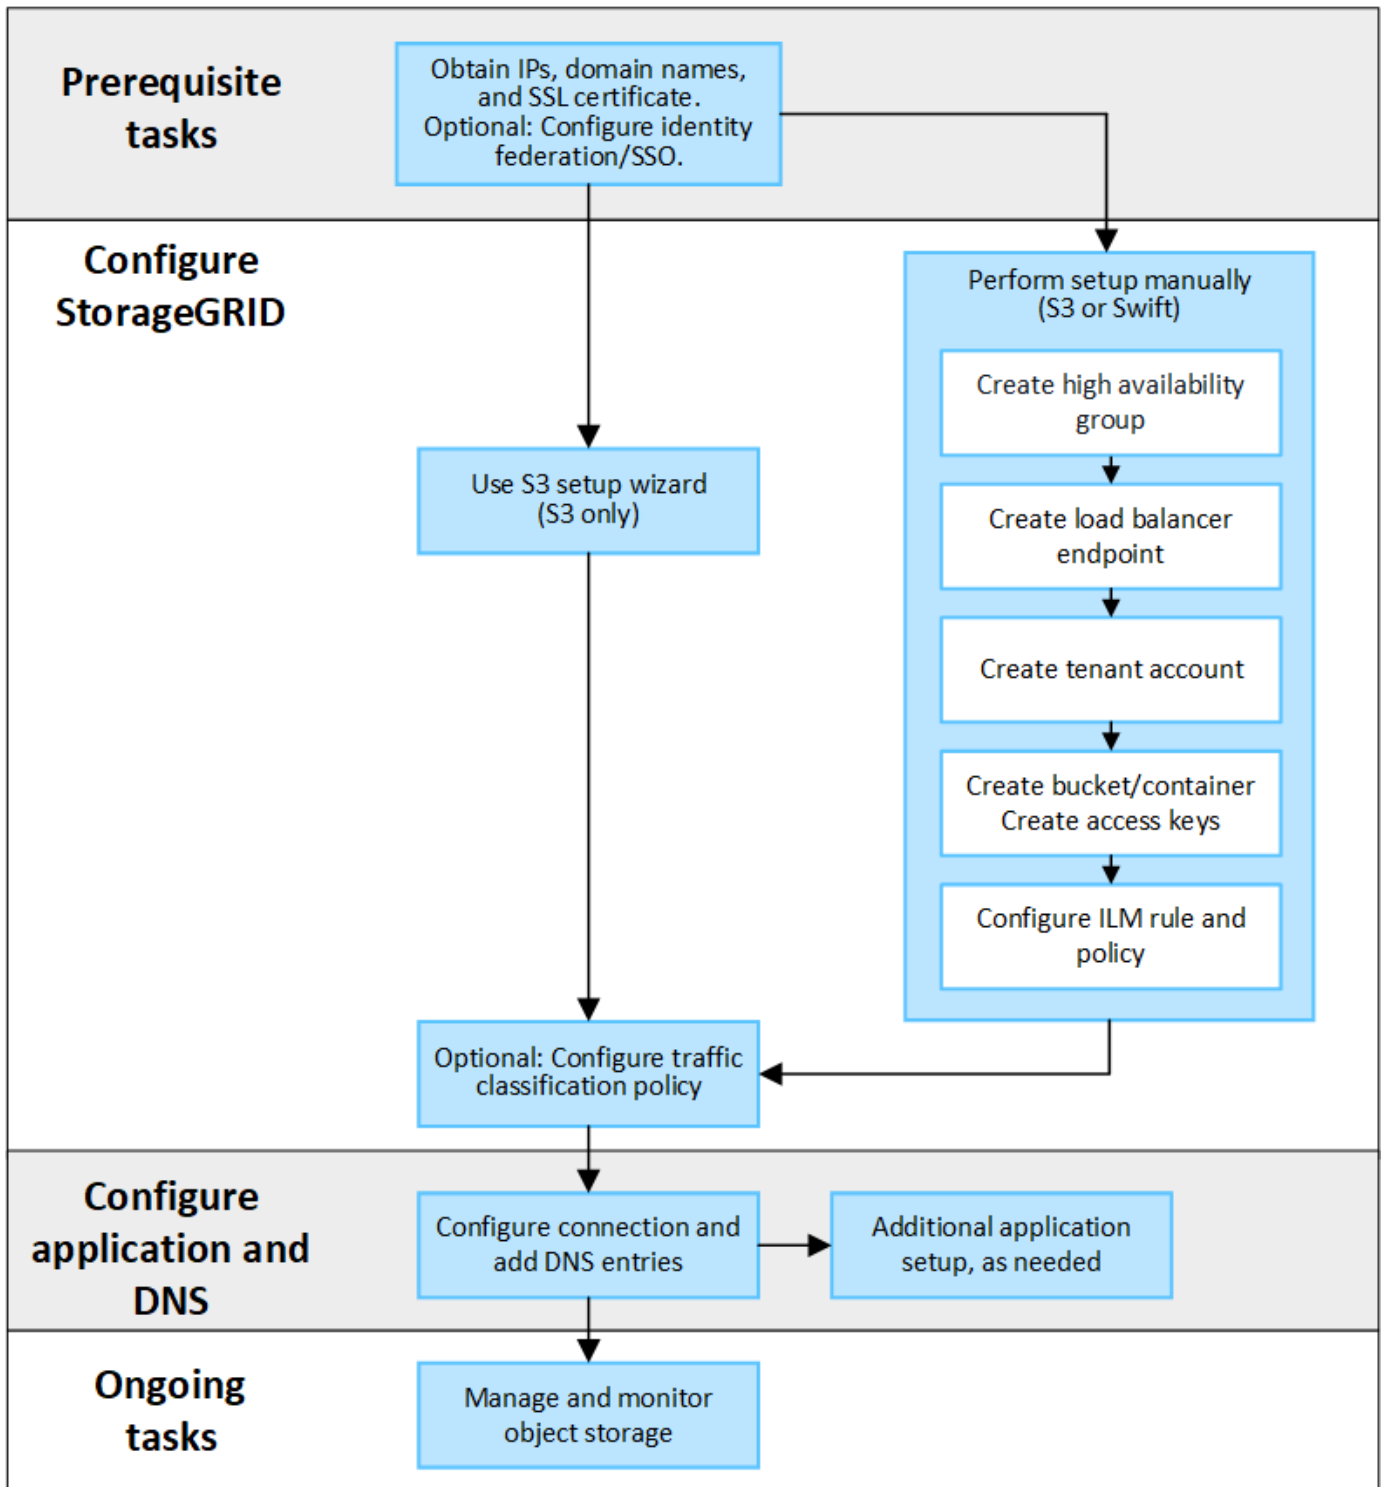 Prerequisite
tasks
Obtain IPs, domain names,
and SSL certificate.
Optional: Configure identity
federation/SSO.
Configure
StorageGRID
Perform setup manually
(S3 or Swift)
Create high availability
group
Create load balancer
endpoint
Create tenant account
Create bucket/container
Create access keys
Configure ILM rule and
policy
Use S3 setup wizard
(S3 only)
Optional: Configure traffic
classification policy
Configure
application and
DNS
Configure connection and
add DNS entries
Additional application
setup, as needed
Ongoing
tasks
Manage and monitor
object storage